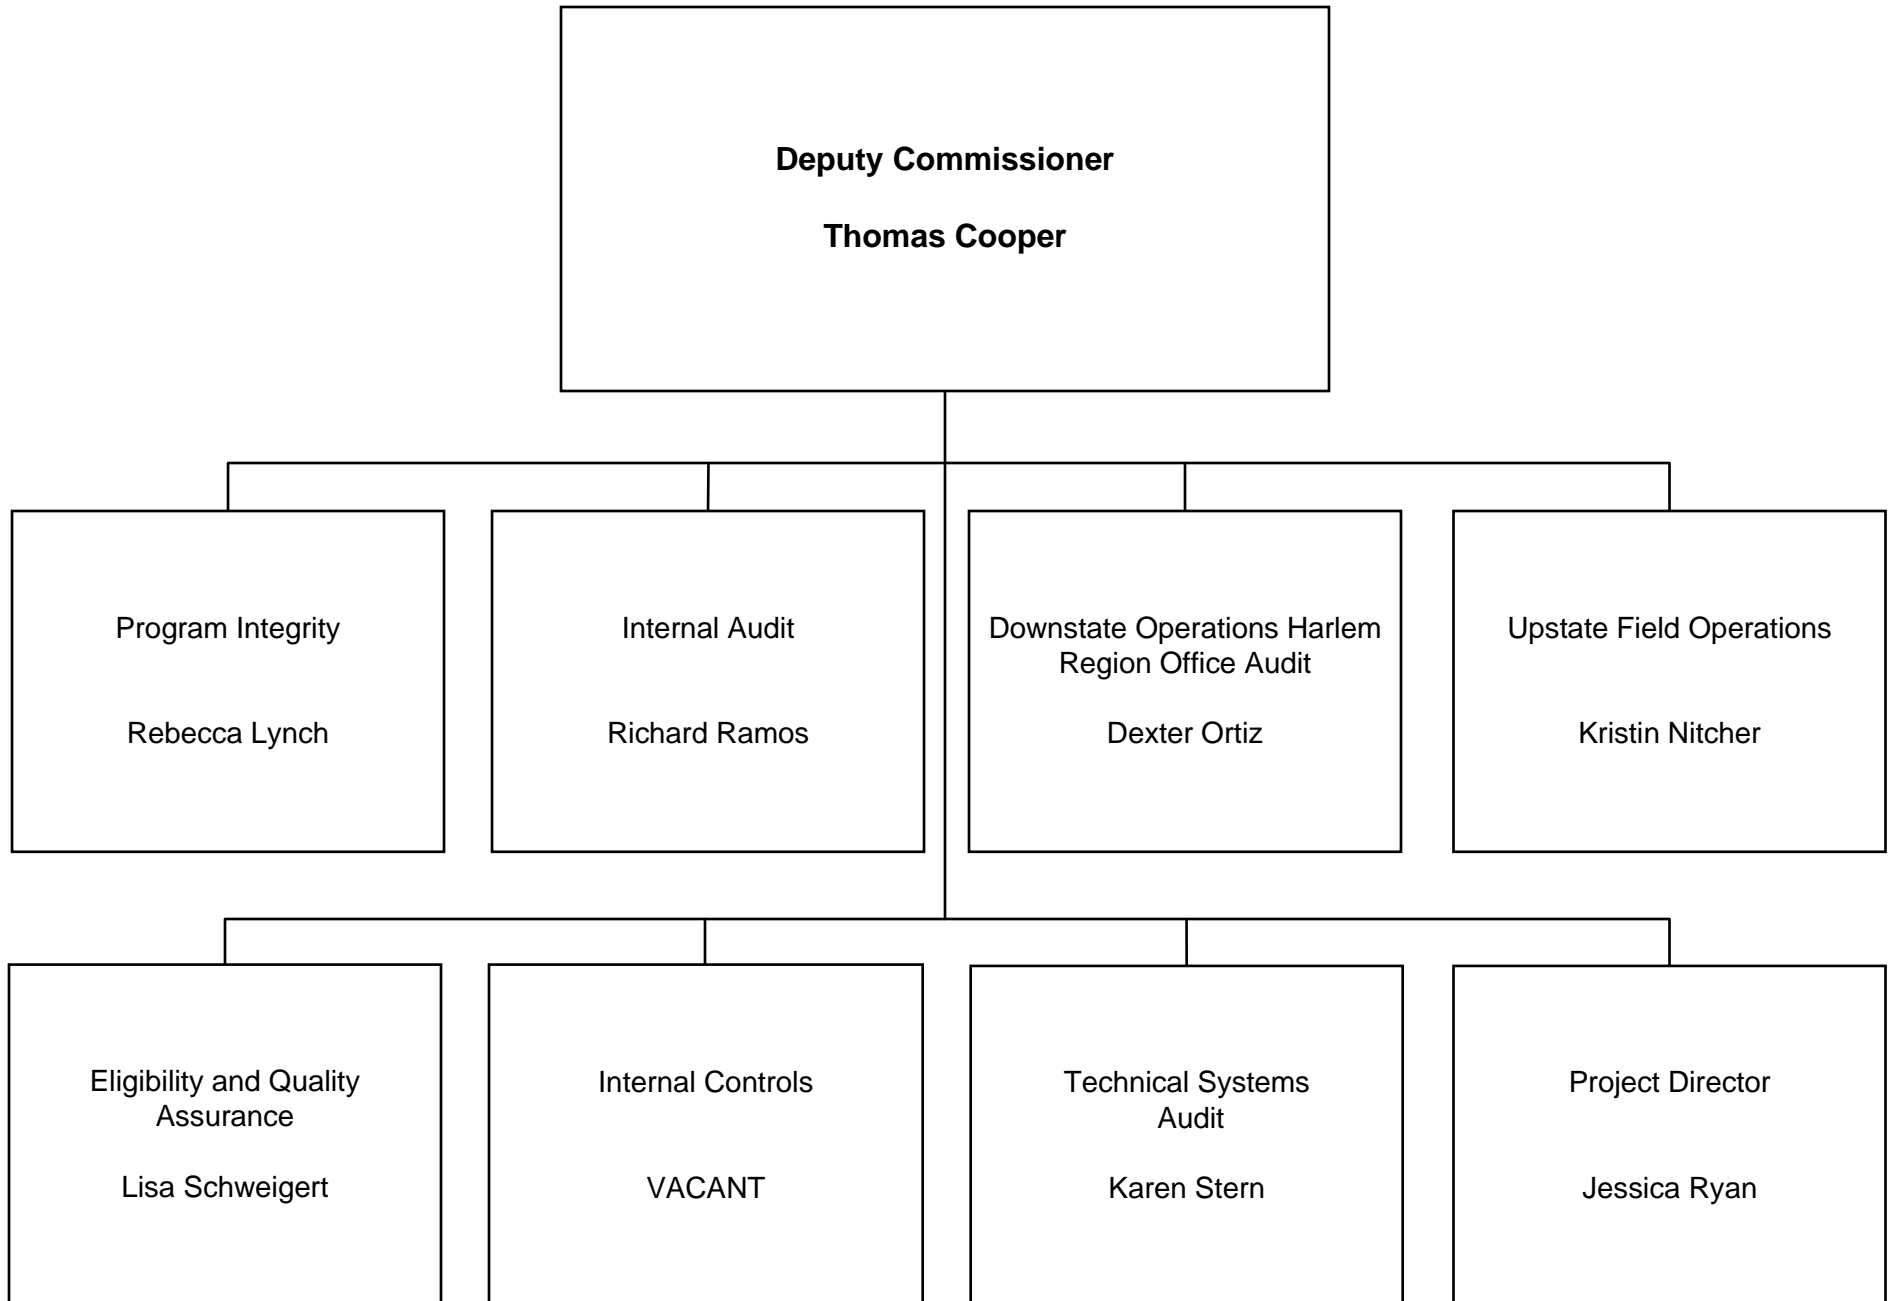 Deputy Commissioner
Thomas Cooper
Program Integrity
Rebecca Lynch
Internal Audit
Richard Ramos
Downstate Operations Harlem
Region Office Audit
Dexter Ortiz
Upstate Field Operations
Kristin Nitcher
Eligibility and Quality
Assurance
Lisa Schweigert
Internal Controls
VACANT
Technical Systems
Audit
Karen Stern
Project Director
Jessica Ryan